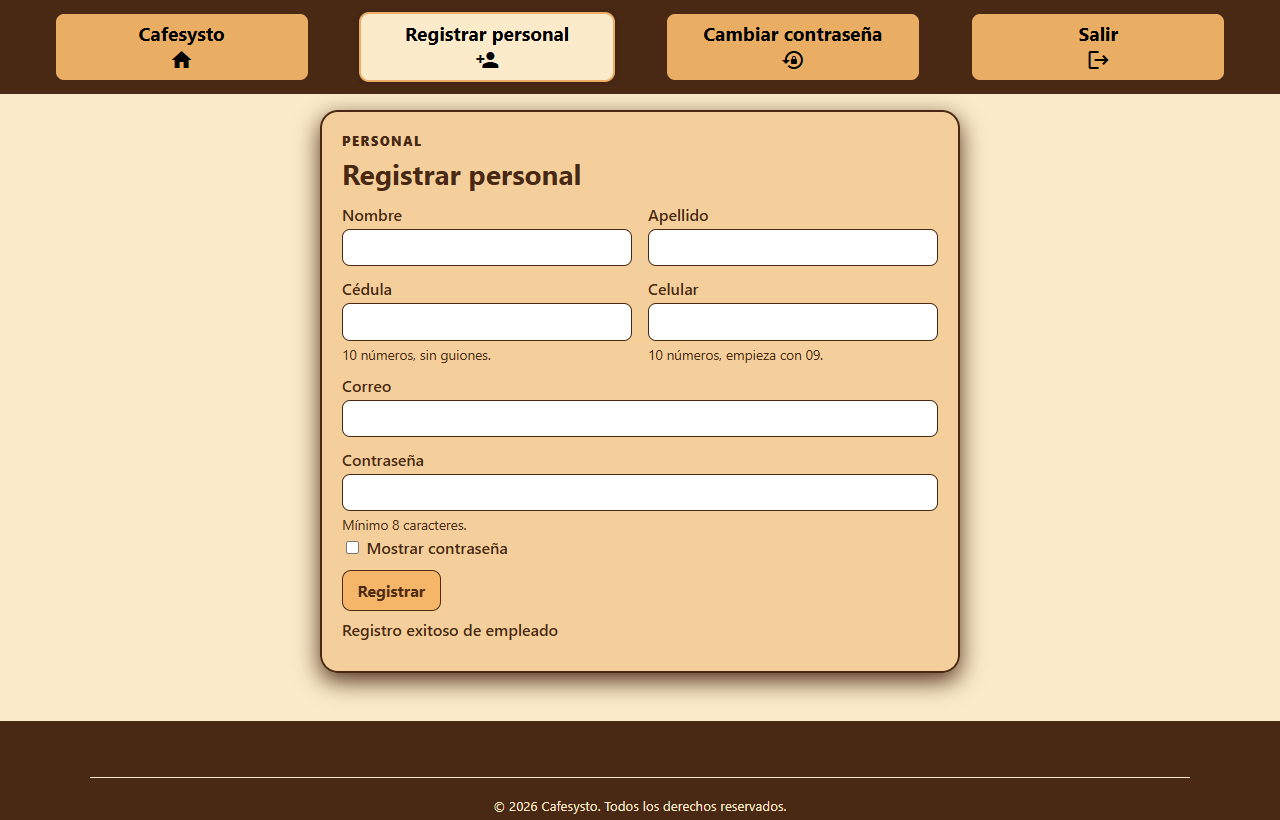 Cafesysto
Registrar personal
Cambiar contraseña
Salir
PERSONAL
Registrar personal
Nombre
Apellido
Cédula
Celular
10 números, sin guiones.
10 números, empieza con 09.
Correo
Contraseña
Mínimo 8 caracteres.
Mostrar contraseña
Registrar
Registro exitoso de empleado
© 2026 Cafesysto. Todos los derechos reservados.